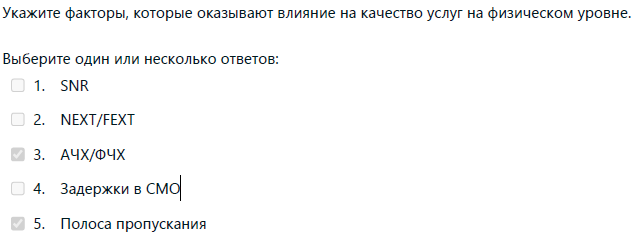 Укажите факторы, которые оказывают влияние на качество услуг на физическом уровне.
Выберите один или несколько ответов:
1. SNR
2. NEXT/FEXT
3. АЧХ/ФЧХ
4. Задержки в СМО
5. Полоса пропускания